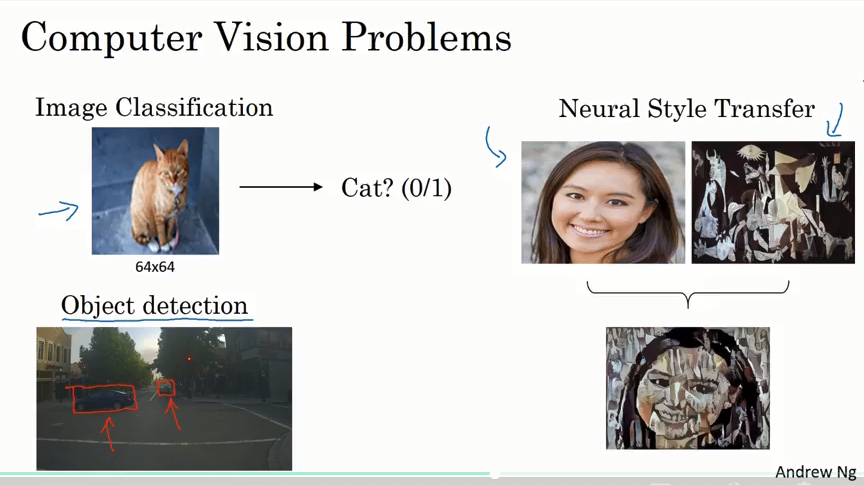 Computer Vision Problems
Image Classification
Cat? (0/1)
64x64
Object detection
Neural Style Transfer
Andrew Ng